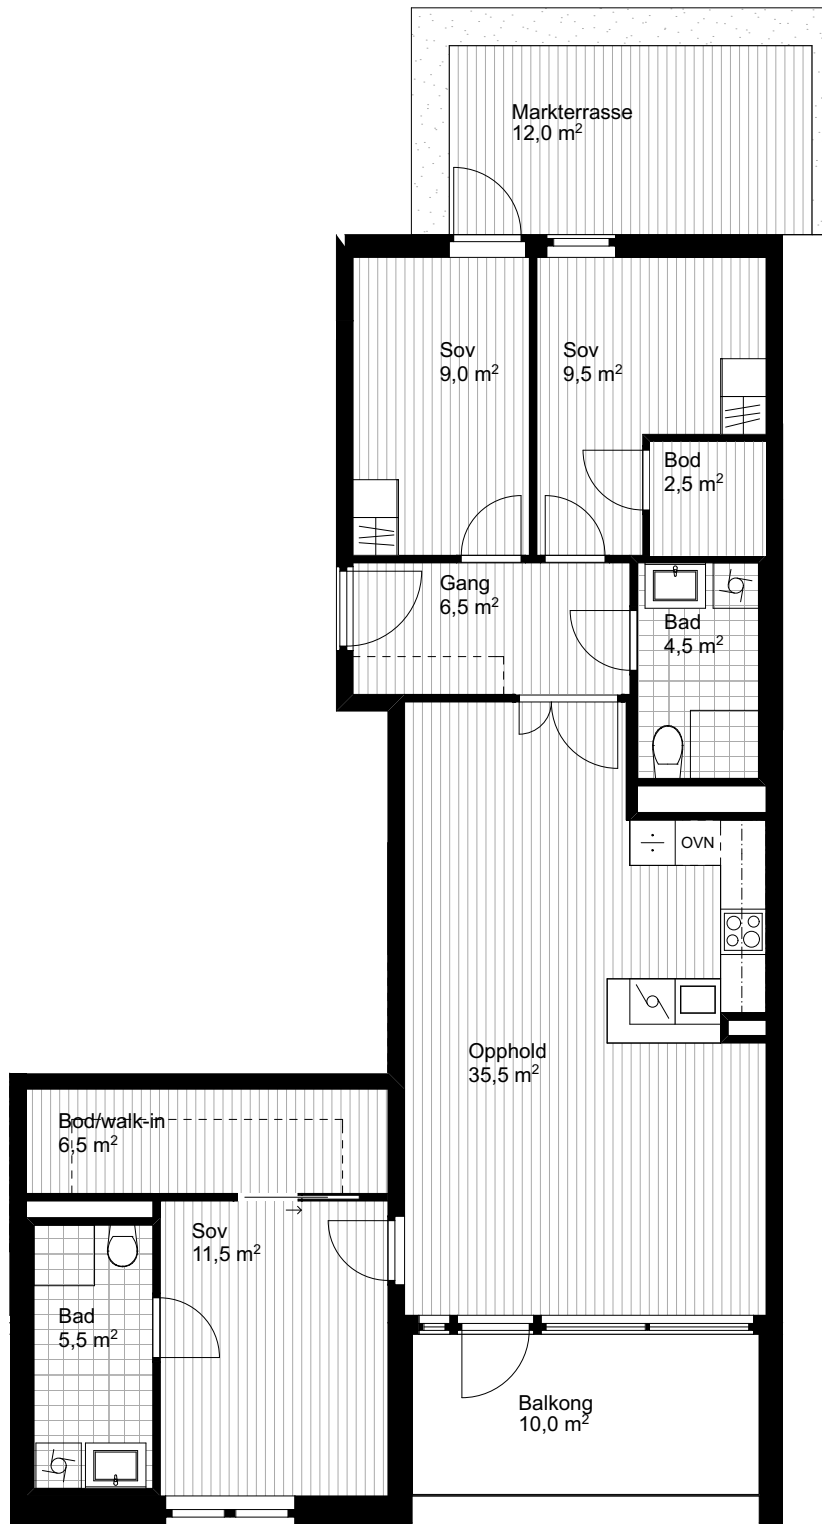 Markterrasse
12,0 m²
Sov
9,0 m²
Sov
9,5 m²
Bod
2,5 m²
Gang
6,5 m²
Bad
4,5 m²
OVN
Opphold
35,5 m²
Bod/walk-in
6,5 m²
Sov
11,5 m²
Bad
5,5 m²
Balkong
10,0 m²